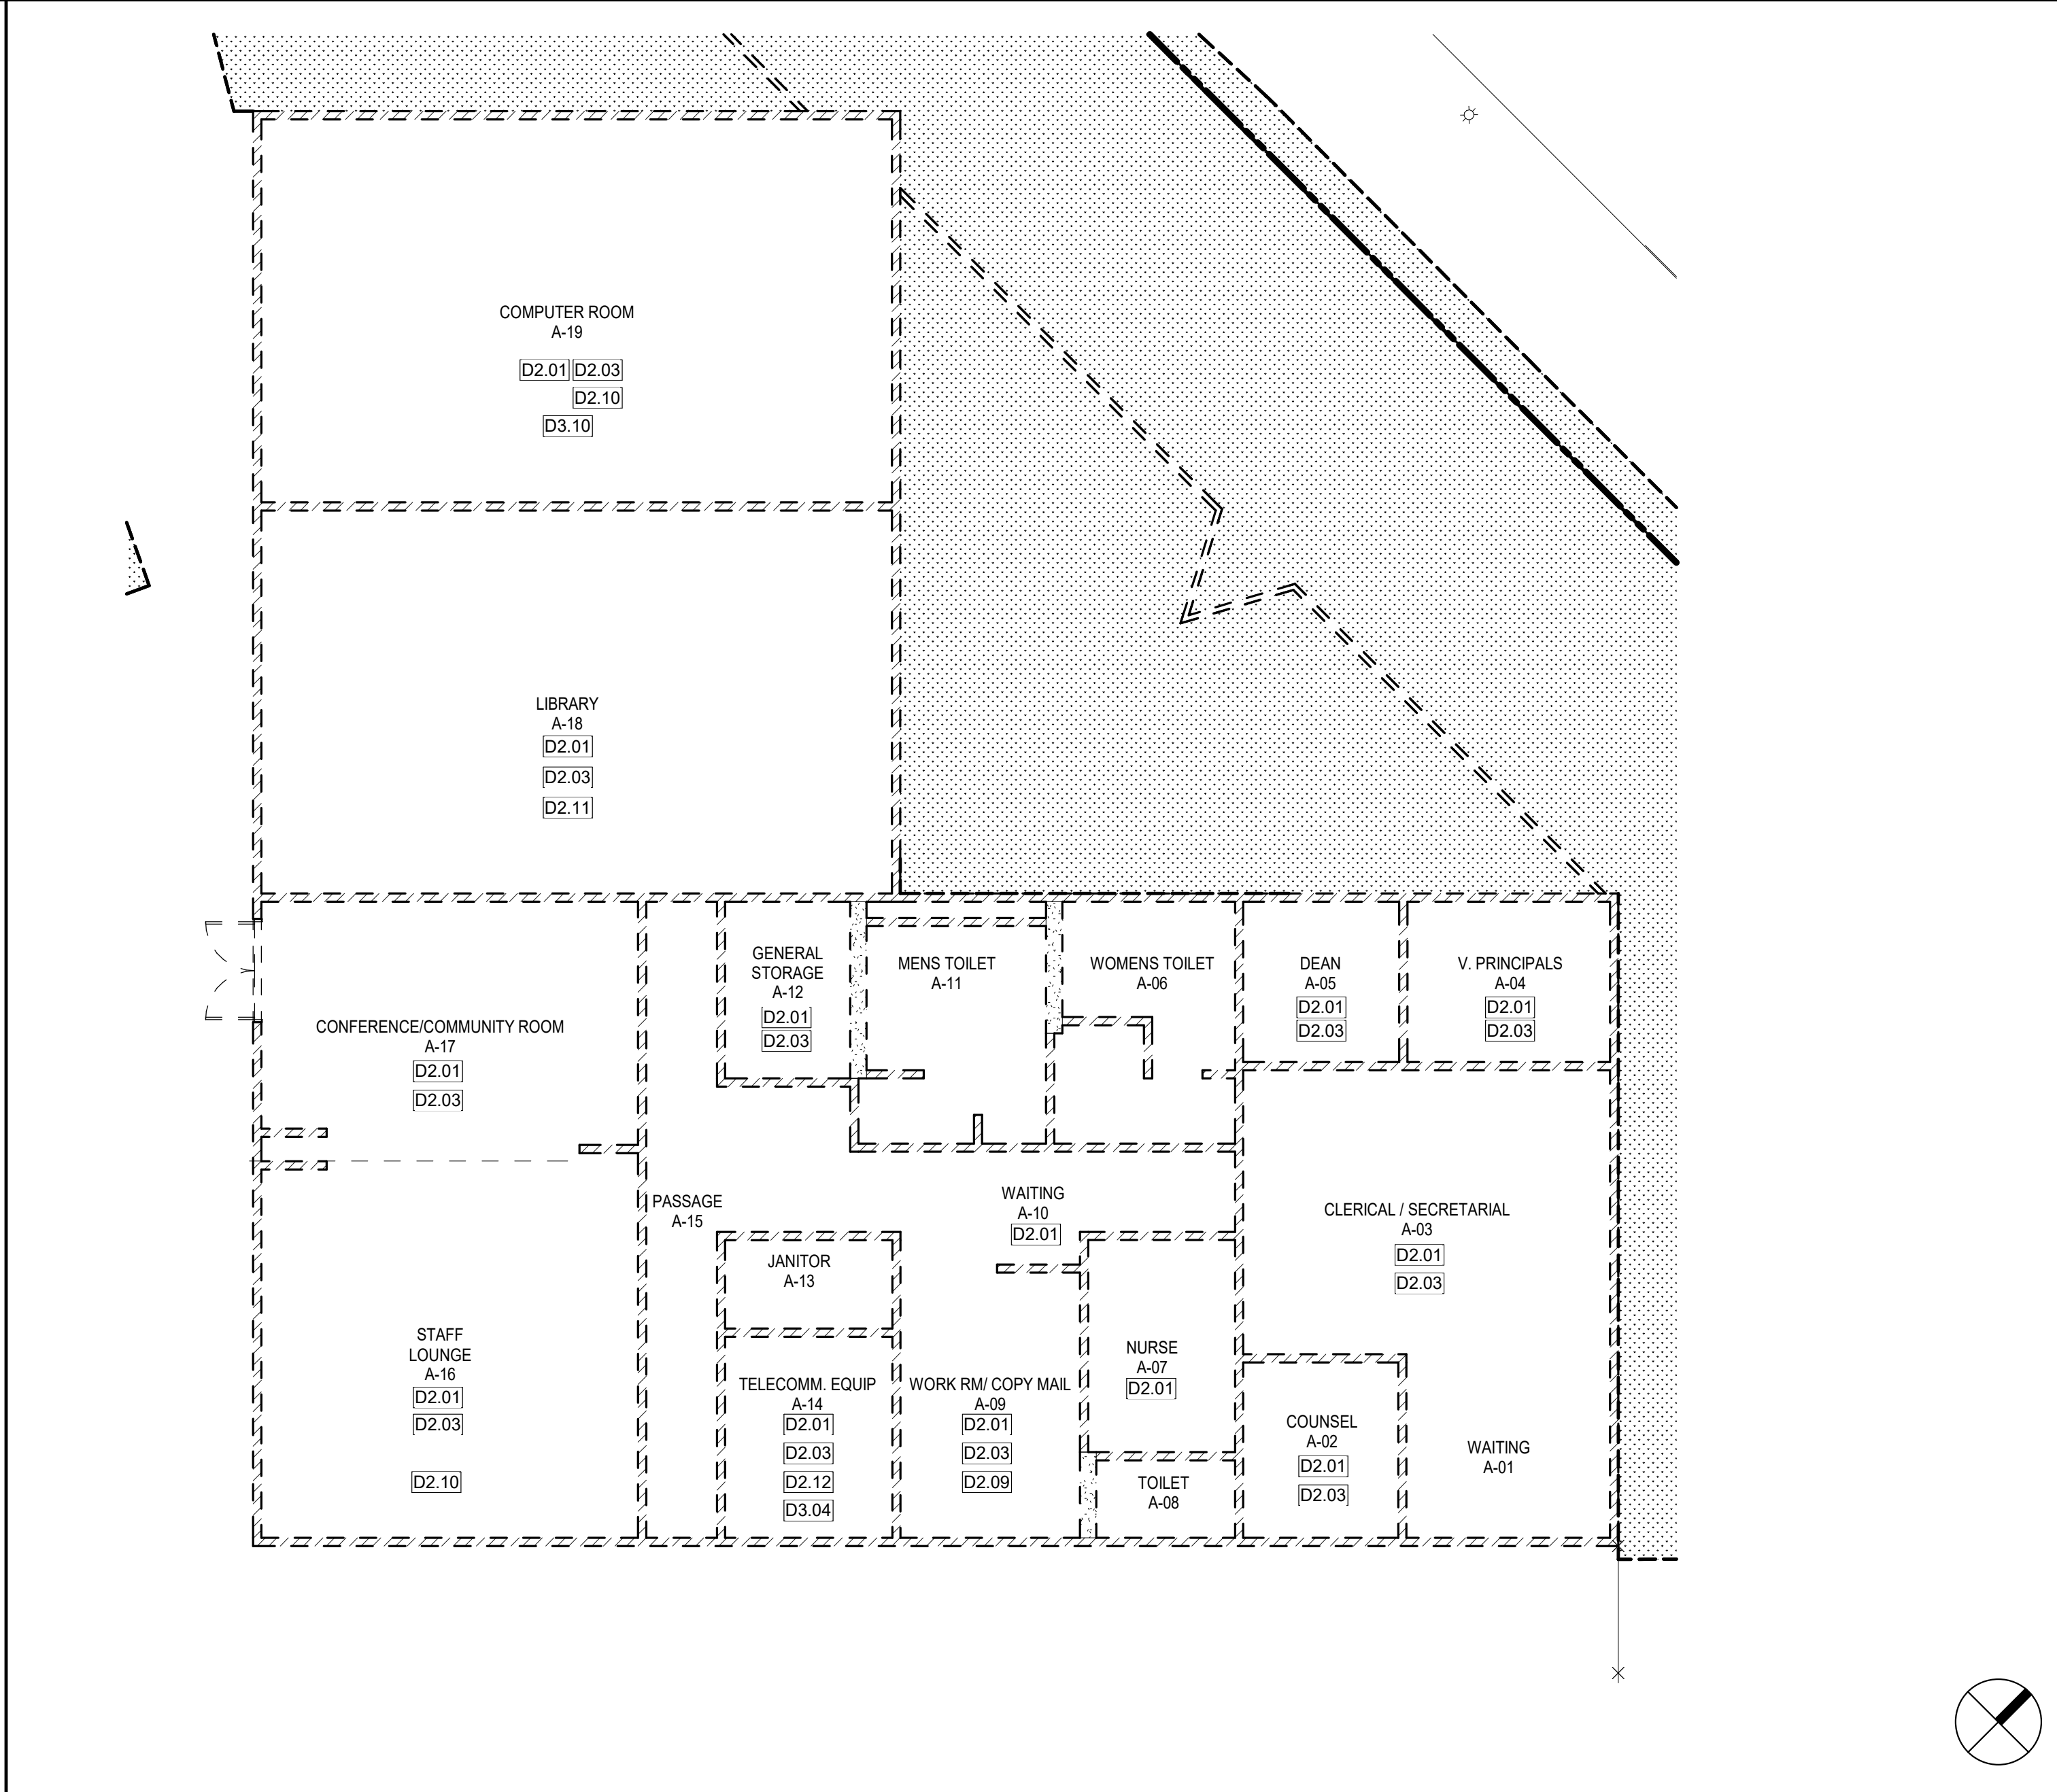 COMPUTER ROOM
A-19
D2.01 D2.03
D2.10
D3.10
LIBRARY
A-18
D2.01
D2.03
D2.11
GENERAL
STORAGE
A-12
D2.01
D2.03
MENS TOILET
A-11
WOMENS TOILET
A-06
DEAN
A-05
D2.01
D2.03
V. PRINCIPALS
A-04
D2.01
D2.03
CONFERENCE/COMMUNITY ROOM
A-17
D2.01
D2.03
PASSAGE
A-15
WAITING
A-10
D2.01
CLERICAL / SECRETARIAL
A-03
D2.01
D2.03
JANITOR
A-13
STAFF
LOUNGE
A-16
D2.01
D2.03
D2.10
TELECOMM. EQUIP
A-14
D2.01
D2.03
D2.12
D3.04
WORK RM/ COPY MAIL
A-09
D2.01
D2.03
D2.09
NURSE
A-07
D2.01
TOILET
A-08
COUNSEL
A-02
D2.01
D2.03
WAITING
A-01